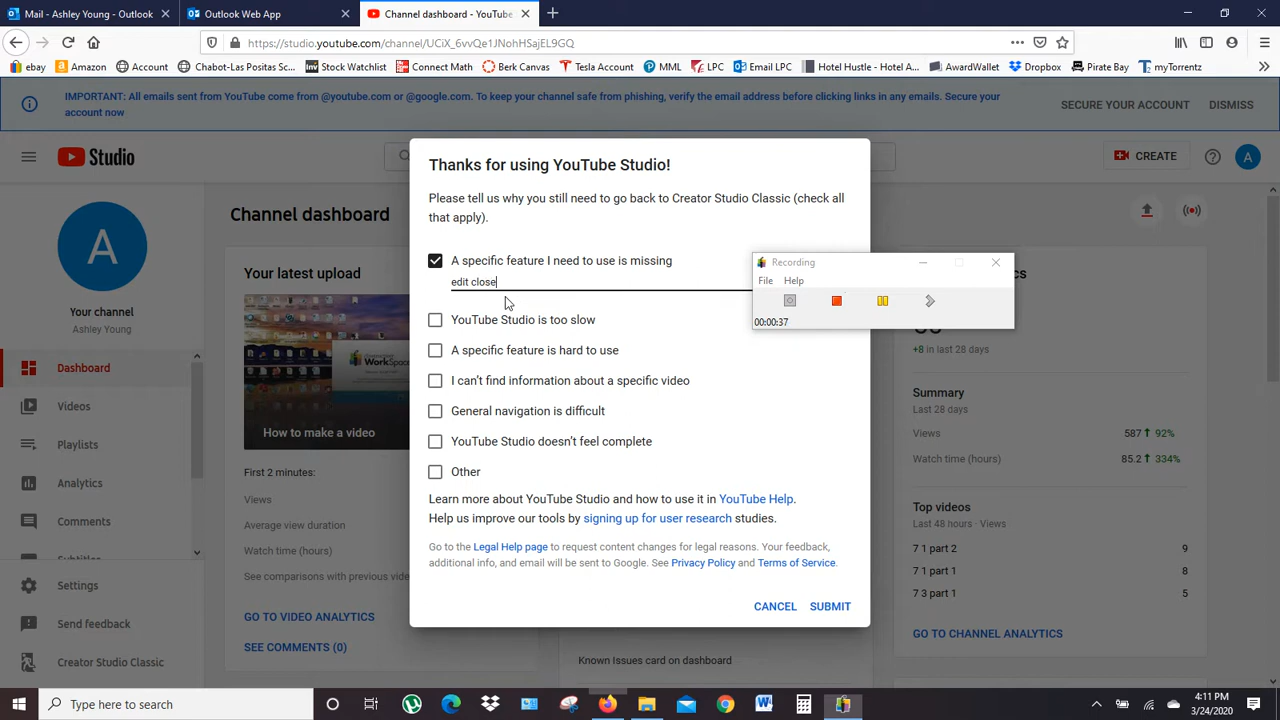 Mail - Ashley Young - Outlook
Outlook Web App
Channel dashboard - YouTube
https://studio.youtube.com/channel/UCiX_6vvQe1JNohHSajEL9GQ
ebay
Amazon
Account
Chabot-Las Positas Col...
Stock Watchlist
Connect Math
Berk Canvas
Tesla Account
MML
LPC
Email LPC
Hotel Hustle - Hotel A...
AwardWallet
Dropbox
Pirate Bay
myTorrentz
IMPORTANT: All emails sent from YouTube come from @youtube.com or @google.com. To keep your channel safe from phishing, verify the email address before clicking links in any emails. Secure your
account now
SECURE YOUR ACCOUNT
DISMISS
Studio
CREATE
A
A
Dashboard
Videos
Playlists
Analytics
Comments
Settings
Send feedback
Creator Studio Classic
Channel dashboard
Your latest upload
How to make a video
First 2 minutes:
Views
Average view duration
Watch time (hours)
See comparisons with previous vide
GO TO VIDEO ANALYTICS
SEE COMMENTS (0)
Thanks for using YouTube Studio!
Please tell us why you still need to go back to Creator Studio Classic (check all
that apply).
A specific feature I need to use is missing
edit close
YouTube Studio is too slow
A specific feature is hard to use
I can't find information about a specific video
General navigation is difficult
YouTube Studio doesn't feel complete
Other
Learn more about YouTube Studio and how to use it in YouTube Help.
Help us improve our tools by signing up for user research studies.
Go to the Legal Help page to request content changes for legal reasons. Your feedback,
additional info, and email will be sent to Google. See Privacy Policy and Terms of Service.
CANCEL
SUBMIT
Known Issues card on dashboard
Recording
File
Help
00:00:37
+8 in last 28 days
Summary
Last 28 days
Views
587 92%
Watch time (hours)
85.2 334%
Top videos
Last 48 hours · Views
7 1 part 2
9
7 1 part 1
8
7 3 part 1
5
GO TO CHANNEL ANALYTICS
Type here to search
4:11 PM
3/24/2020